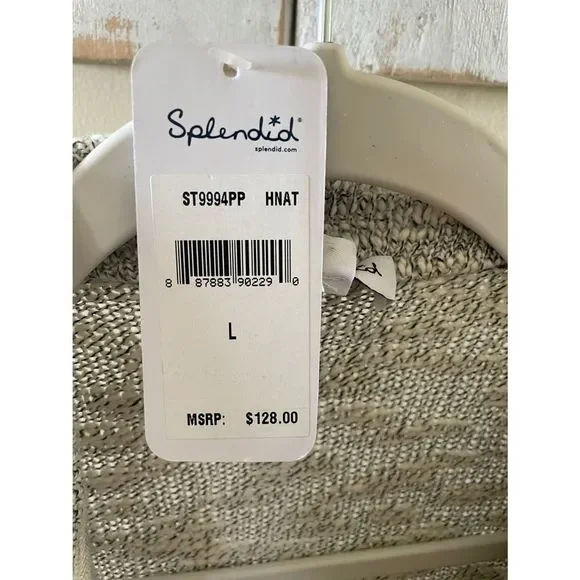 Splendid®
splendid.com
ST9994PP HNAT
8 87883 90229 0
L
MSRP: $128.00